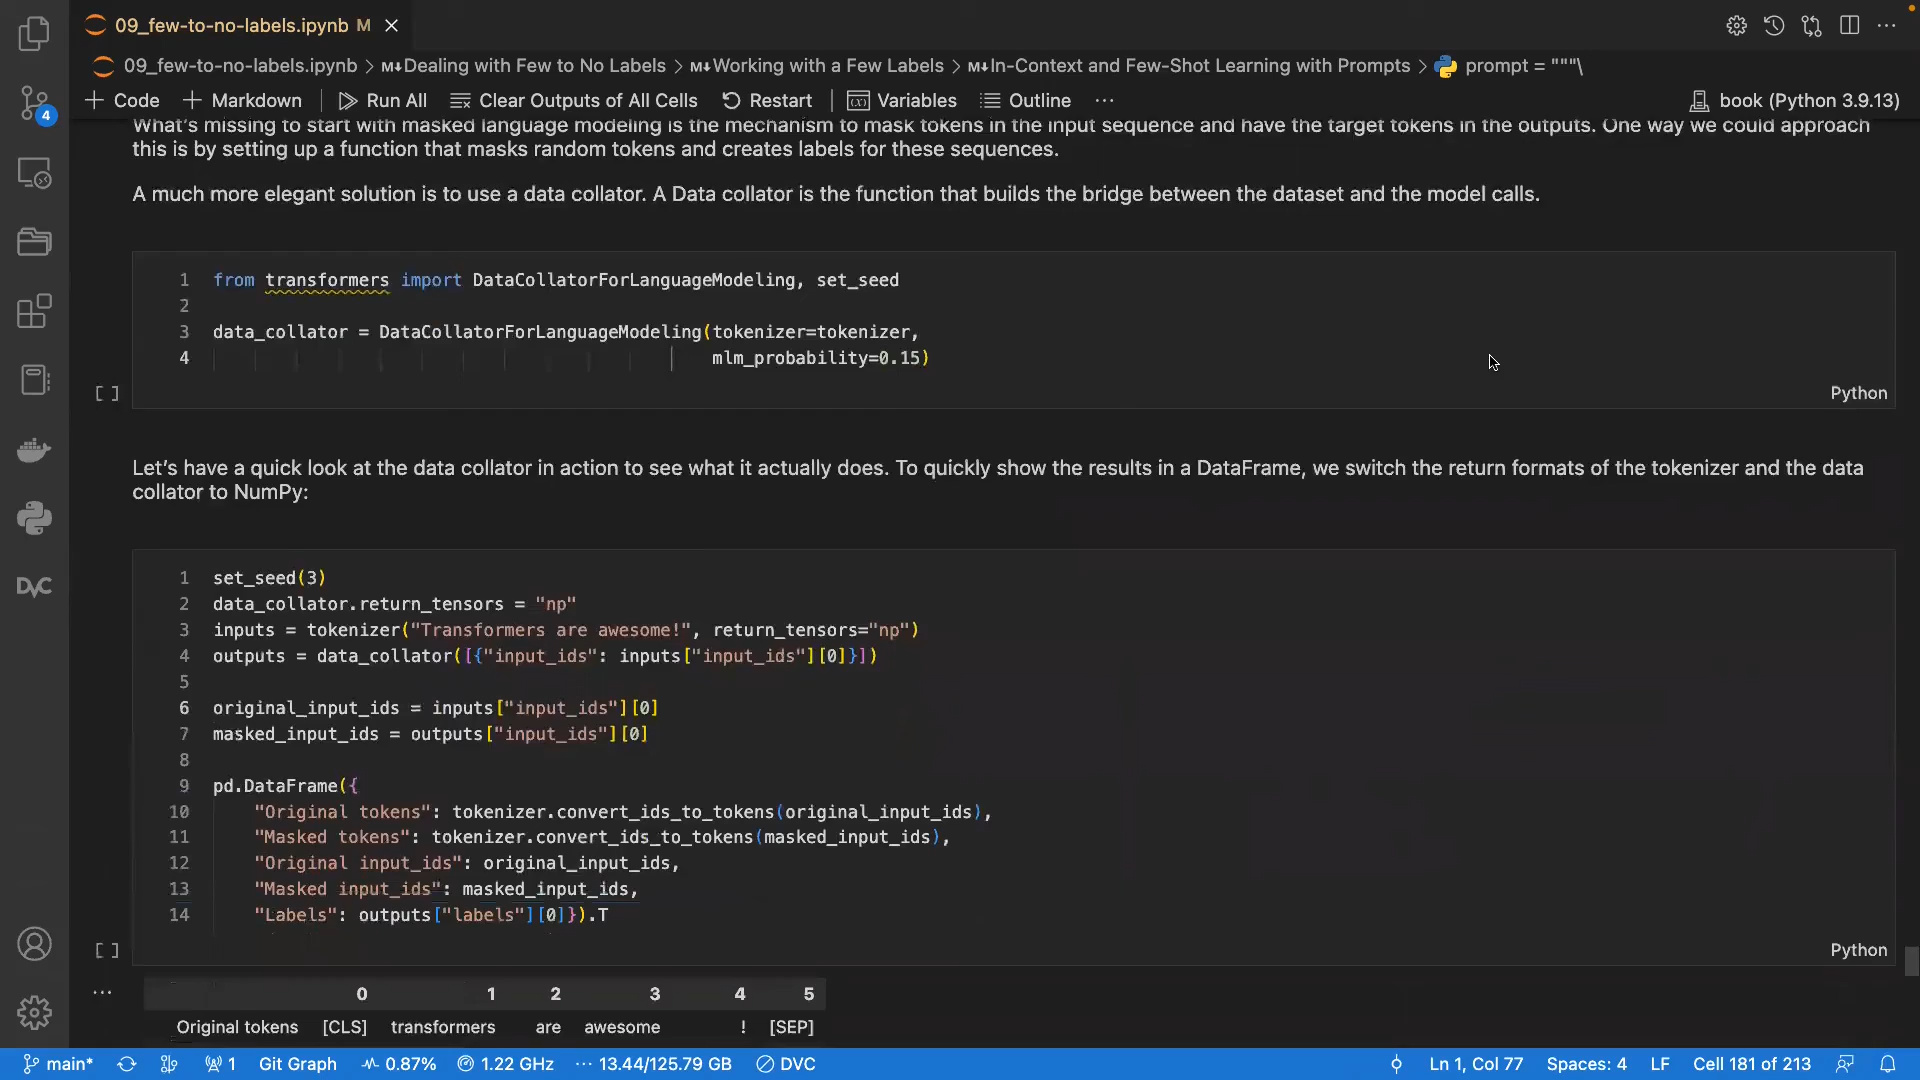 09_few-to-no-labels.ipynb M
09_few-to-no-labels.ipynb > M↓Dealing with Few to No Labels > M↓Working with a Few Labels > M↓In-Context and Few-Shot Learning with Prompts > prompt = """\
+ Code + Markdown Run All Clear Outputs of All Cells Restart Variables Outline ... book (Python 3.9.13)
What's missing to start with masked language modeling is the mechanism to mask tokens in the input sequence and have the target tokens in the outputs. One way we could approach
this is by setting up a function that masks random tokens and creates labels for these sequences.
A much more elegant solution is to use a data collator. A Data collator is the function that builds the bridge between the dataset and the model calls.
1 from transformers import DataCollatorForLanguageModeling, set_seed
2
3 data_collator = DataCollatorForLanguageModeling(tokenizer=tokenizer,
4 mlm_probability=0.15)
[ ] Python
Let's have a quick look at the data collator in action to see what it actually does. To quickly show the results in a DataFrame, we switch the return formats of the tokenizer and the data
collator to NumPy:
1 set_seed(3)
2 data_collator.return_tensors = "np"
3 inputs = tokenizer("Transformers are awesome!", return_tensors="np")
4 outputs = data_collator([{"input_ids": inputs["input_ids"][0]}])
5
6 original_input_ids = inputs["input_ids"][0]
7 masked_input_ids = outputs["input_ids"][0]
8
9 pd.DataFrame({
10 "Original tokens": tokenizer.convert_ids_to_tokens(original_input_ids),
11 "Masked tokens": tokenizer.convert_ids_to_tokens(masked_input_ids),
12 "Original input_ids": original_input_ids,
13 "Masked input_ids": masked_input_ids,
14 "Labels": outputs["labels"][0]}).T
[ ] Python
... 0 1 2 3 4 5
Original tokens [CLS] transformers are awesome ! [SEP]
4
DVC
main* 1 Git Graph 0.87% 1.22 GHz ... 13.44/125.79 GB DVC Ln 1, Col 77 Spaces: 4 LF Cell 181 of 213